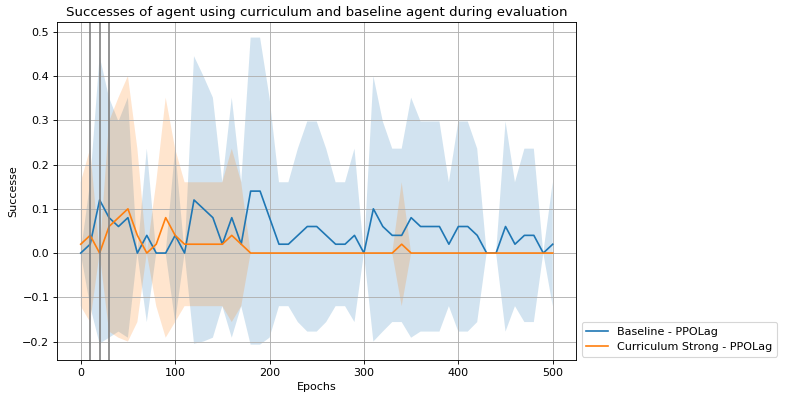 Successes of agent using curriculum and baseline agent during evaluation
0.5
0.4
0.3
0.2
0.1
0.0
−0.1
−0.2
Successe
0
100
200
300
400
500
Epochs
Baseline - PPOLag
Curriculum Strong - PPOLag